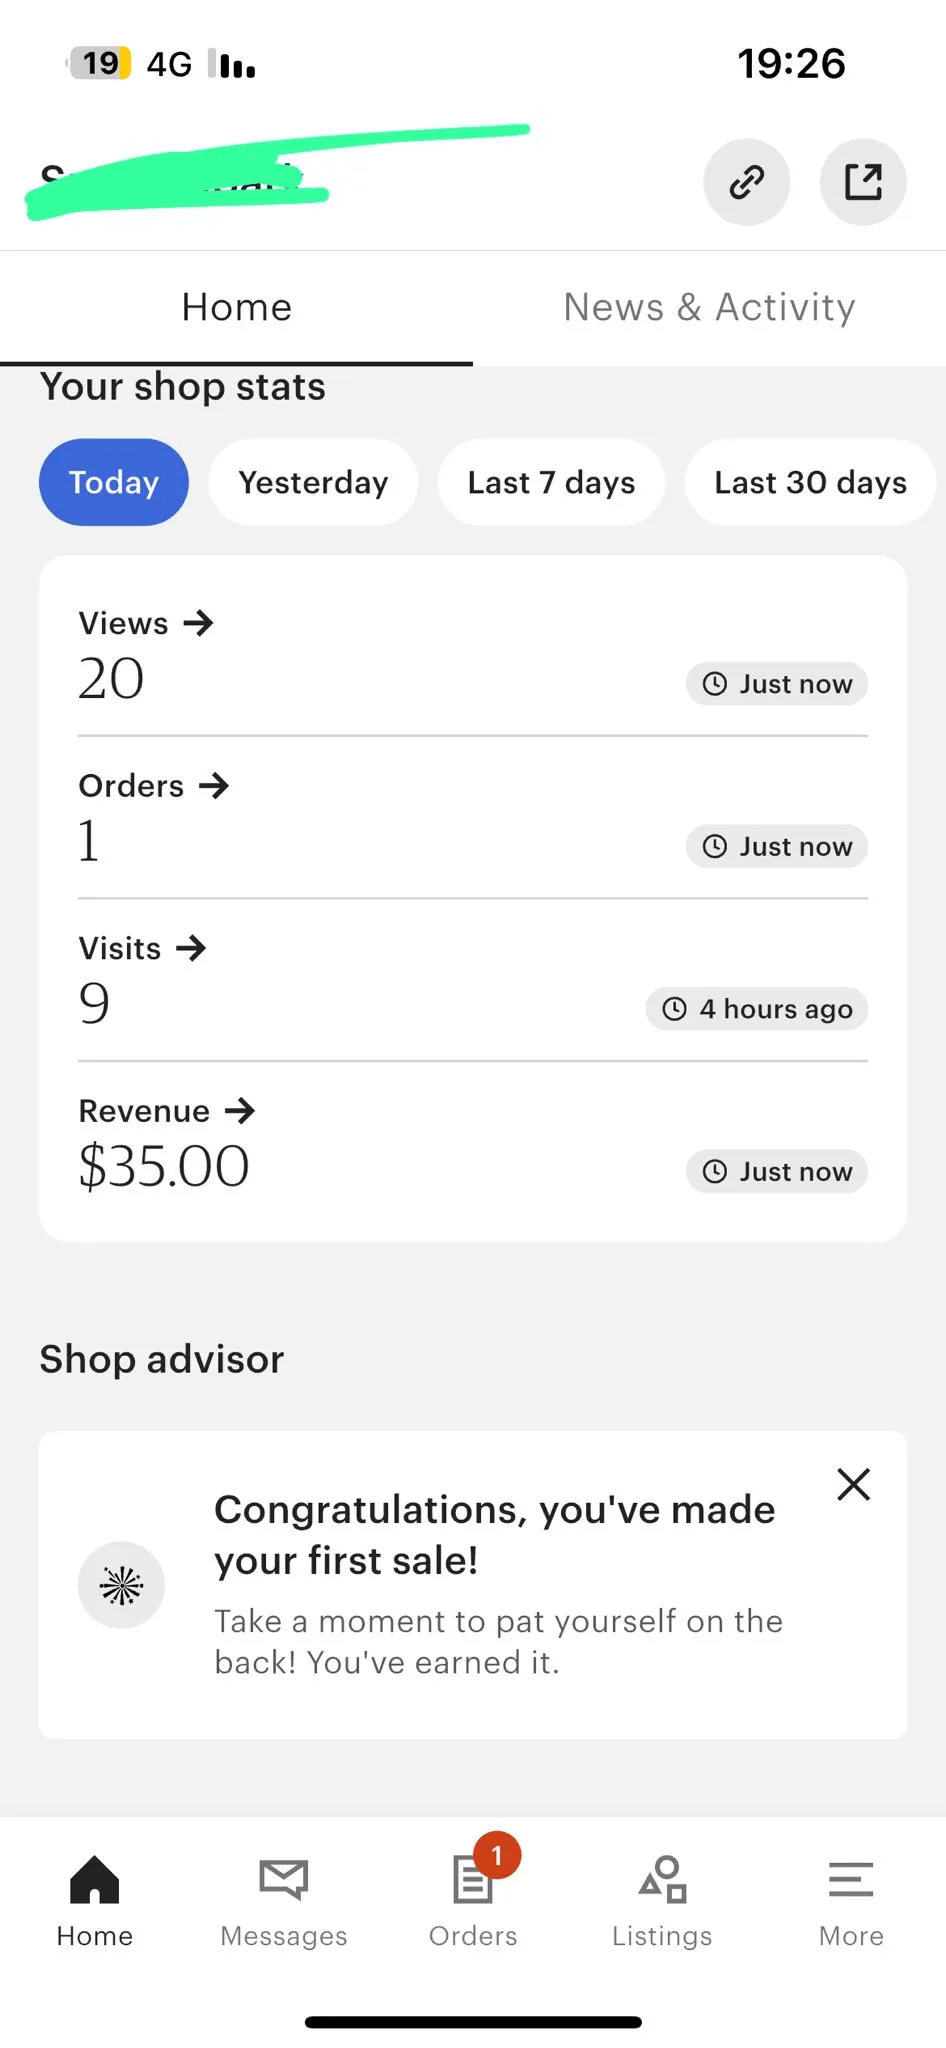 19 4G 19:26
Home News & Activity
Your shop stats
Today Yesterday Last 7 days Last 30 days
Views →
20
Just now
Orders →
1
Just now
Visits →
9
4 hours ago
Revenue →
$35.00
Just now
Shop advisor
Congratulations, you've made
your first sale!
Take a moment to pat yourself on the
back! You've earned it.
1
Home Messages Orders Listings More